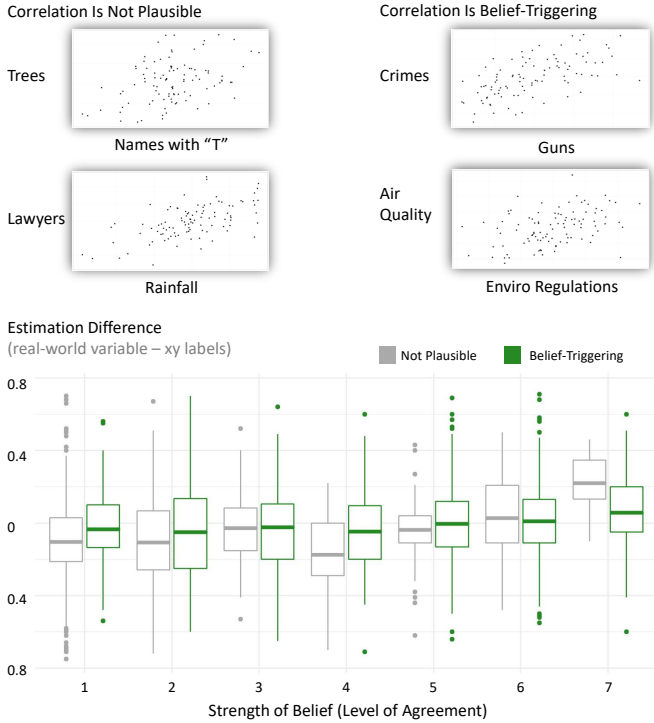 Correlation Is Not Plausible
Correlation Is Belief-Triggering
Trees
Names with “T”
Crimes
Guns
Lawyers
Rainfall
Air
Quality
Enviro Regulations
Estimation Difference
(real-world variable – xy labels)
Not Plausible
Belief-Triggering
0.8
0.4
0
0.4
0.8
1 2 3 4 5 6 7
Strength of Belief (Level of Agreement)